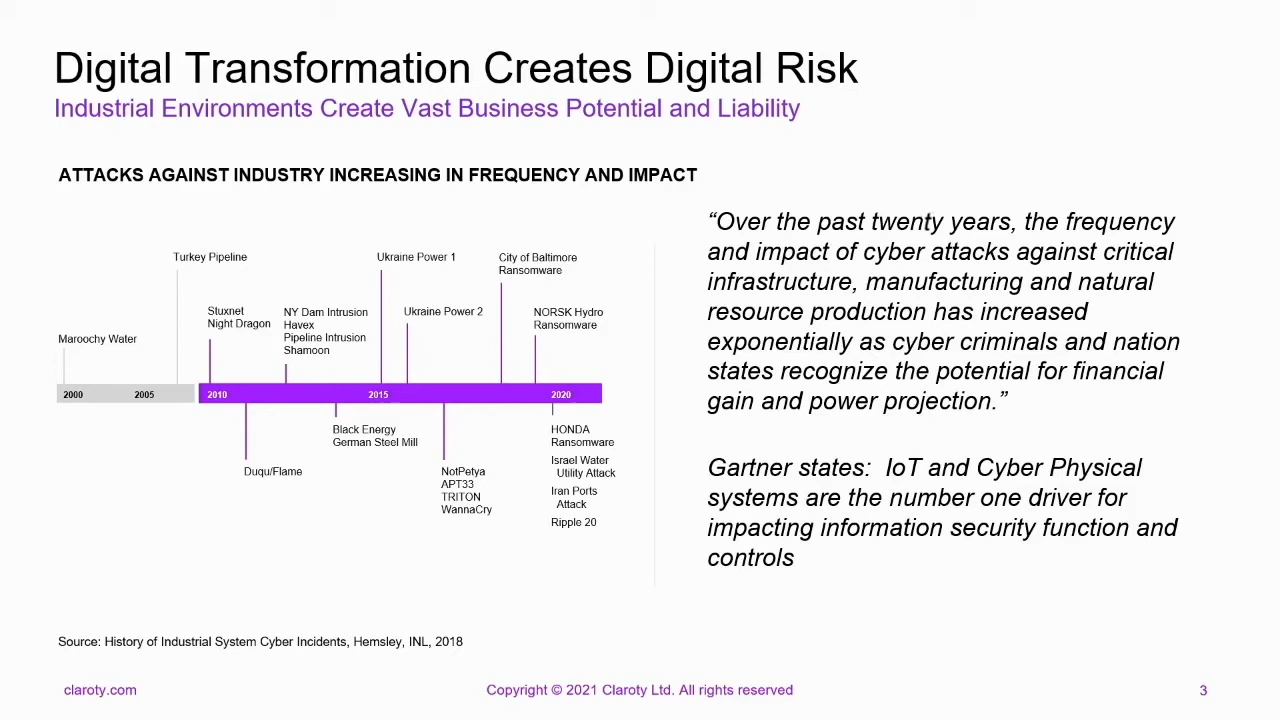 Digital Transformation Creates Digital Risk
Industrial Environments Create Vast Business Potential and Liability
ATTACKS AGAINST INDUSTRY INCREASING IN FREQUENCY AND IMPACT
Turkey Pipeline
Ukraine Power 1
City of Baltimore
Ransomware
Stuxnet
Night Dragon
NY Dam Intrusion
Havex
Pipeline Intrusion
Shamoon
Ukraine Power 2
NORSK Hydro
Ransomware
Maroochy Water
2000 2005 2010 2015 2020
Duqu/Flame
Black Energy
German Steel Mill
NotPetya
APT33
TRITON
WannaCry
HONDA
Ransomware
Israel Water
Utility Attack
Iran Ports
Attack
Ripple 20
“Over the past twenty years, the frequency
and impact of cyber attacks against critical
infrastructure, manufacturing and natural
resource production has increased
exponentially as cyber criminals and nation
states recognize the potential for financial
gain and power projection.”
Gartner states: IoT and Cyber Physical
systems are the number one driver for
impacting information security function and
controls
Source: History of Industrial System Cyber Incidents, Hemsley, INL, 2018
claroty.com
Copyright © 2021 Claroty Ltd. All rights reserved
3